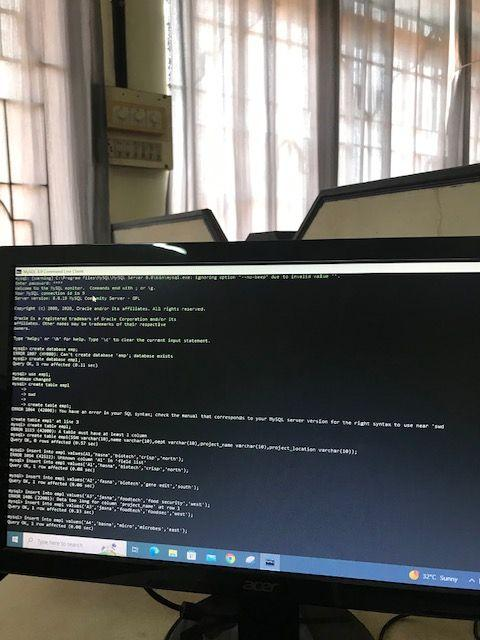 MySQL 8.0 Command Line Client
mysql: [Warning] C:\Program Files\MySQL\MySQL Server 8.0\bin\mysql.exe: ignoring option '--no-beep' due to invalid value ''.
Enter password: ****
Welcome to the MySQL monitor. Commands end with ; or \g.
Your MySQL connection id is 9
Server version: 8.0.19 MySQL Community Server - GPL
Copyright (c) 2000, 2020, Oracle and/or its affiliates. All rights reserved.
Oracle is a registered trademark of Oracle Corporation and/or its
affiliates. Other names may be trademarks of their respective
owners.
Type 'help;' or '\h' for help. Type '\c' to clear the current input statement.
mysql> create database emp;
ERROR 1007 (HY000): Can't create database 'emp'; database exists
mysql> create database emp1;
Query OK, 1 row affected (0.11 sec)
mysql> use emp1;
Database changed
mysql> create table emp1
->
-> swd
->
-> ;
ERROR 1064 (42000): You have an error in your SQL syntax; check the manual that corresponds to your MySQL server version for the right syntax to use near 'swd
create table emp1' at line 3
mysql> create table emp1;
ERROR 1113 (42000): A table must have at least 1 column
mysql> create table emp1(SSN varchar(10),name varchar(10),dept varchar(10),project_name varchar(10),project_location varchar(10));
Query OK, 0 rows affected (0.57 sec)
mysql> insert into emp1 values(A1,'hasna','biotech','crisp','north');
ERROR 1054 (42S22): Unknown column 'A1' in 'field list'
mysql> insert into emp1 values('A1','hasna','biotech','crisp','north');
Query OK, 1 row affected (0.08 sec)
mysql> insert into emp1 values('A2','fasna','biotech','gene edit','south');
Query OK, 1 row affected (0.06 sec)
mysql> insert into emp1 values('A3','jasna','foodtech','food security','west');
ERROR 1406 (22001): Data too long for column 'project_name' at row 1
mysql> insert into emp1 values('A3','jasna','foodtech','foodsec','west');
Query OK, 1 row affected (0.33 sec)
mysql> insert into emp1 values('A4','hasna','micro','microbes','east');
Query OK, 1 row affected (0.08 sec)
Type here to search
32°C Sunny
acer